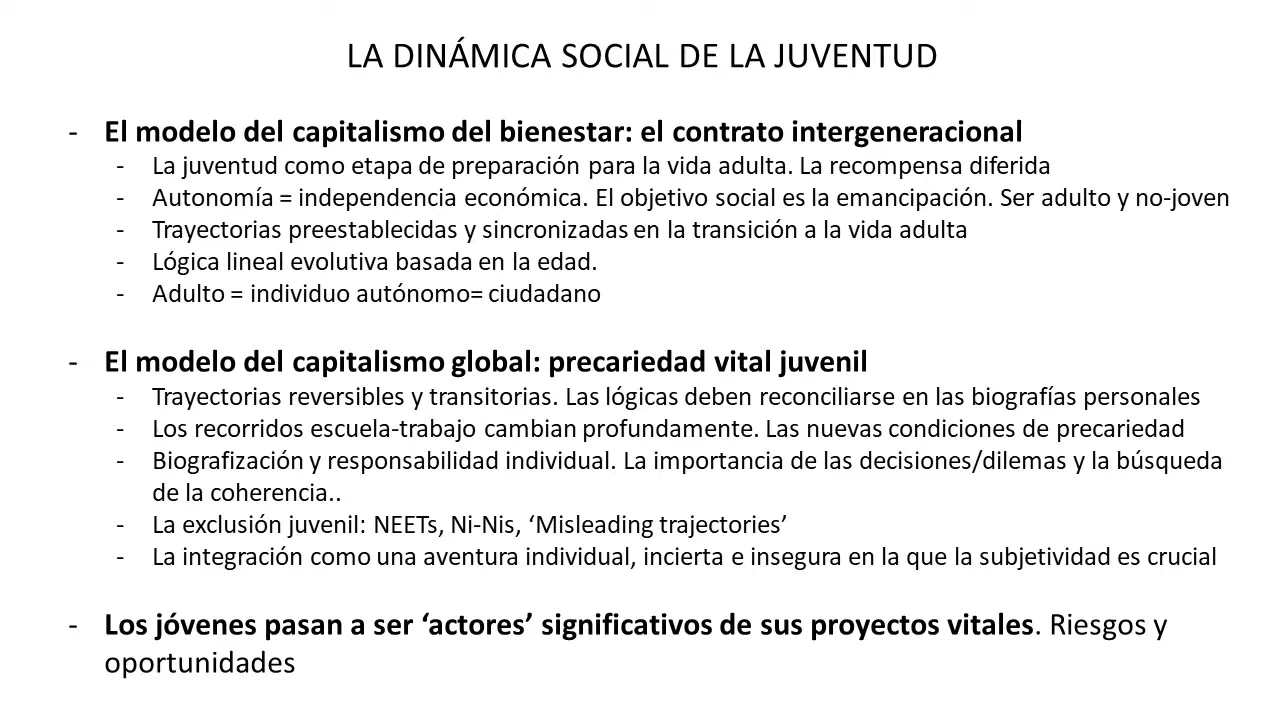 LA DINÁMICA SOCIAL DE LA JUVENTUD
- El modelo del capitalismo del bienestar: el contrato intergeneracional
- La juventud como etapa de preparación para la vida adulta. La recompensa diferida
- Autonomía = independencia económica. El objetivo social es la emancipación. Ser adulto y no-joven
- Trayectorias preestablecidas y sincronizadas en la transición a la vida adulta
- Lógica lineal evolutiva basada en la edad.
- Adulto = individuo autónomo= ciudadano
- El modelo del capitalismo global: precariedad vital juvenil
- Trayectorias reversibles y transitorias. Las lógicas deben reconciliarse en las biografías personales
- Los recorridos escuela-trabajo cambian profundamente. Las nuevas condiciones de precariedad
- Biografización y responsabilidad individual. La importancia de las decisiones/dilemas y la búsqueda
de la coherencia..
- La exclusión juvenil: NEETs, Ni-Nis, ‘Misleading trajectories’
- La integración como una aventura individual, incierta e insegura en la que la subjetividad es crucial
- Los jóvenes pasan a ser ‘actores’ significativos de sus proyectos vitales. Riesgos y
oportunidades